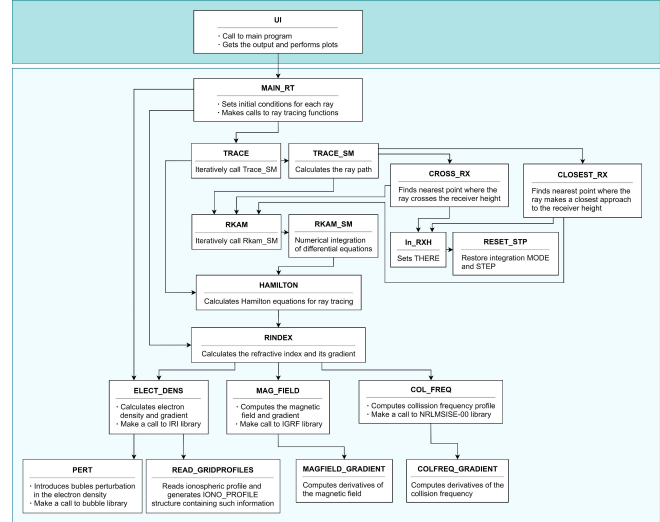 UI
· Call to main program
· Gets the output and performs plots
MAIN_RT
· Sets initial conditions for each ray
· Makes calls to ray tracing functions
TRACE
Iteratively call Trace_SM
TRACE_SM
Calculates the ray path
CROSS_RX
Finds nearest point where the
ray crosses the receiver height
CLOSEST_RX
Finds nearest point where the
ray makes a closest approach
to the receiver height
RKAM
Iteratively call Rkam_SM
RKAM_SM
Numerical integration
of differential equations
In_RXH
Sets THERE
RESET_STP
Restore integration MODE
and STEP
HAMILTON
Calculates Hamilton equations for ray tracing
RINDEX
Calculates the refractive index and its gradient
ELECT_DENS
· Calculates electron
density and gradient
· Make a call to IRI library
MAG_FIELD
· Computes the magnetic
field and gradient
· Make call to IGRF library
COL_FREQ
· Computes collission frequency profile
· Make a call to NRLMSISE-00 library
PERT
· Introduces bubles perturbation
in the electron density
· Make a call to bubble library
READ_GRIDPROFILES
Reads ionospheric profile and
generates IONO_PROFILE
structure containing such information
MAGFIELD_GRADIENT
Computes derivatives of
the magnetic field
COLFREQ_GRADIENT
Computes derivatives of the
collision frequency